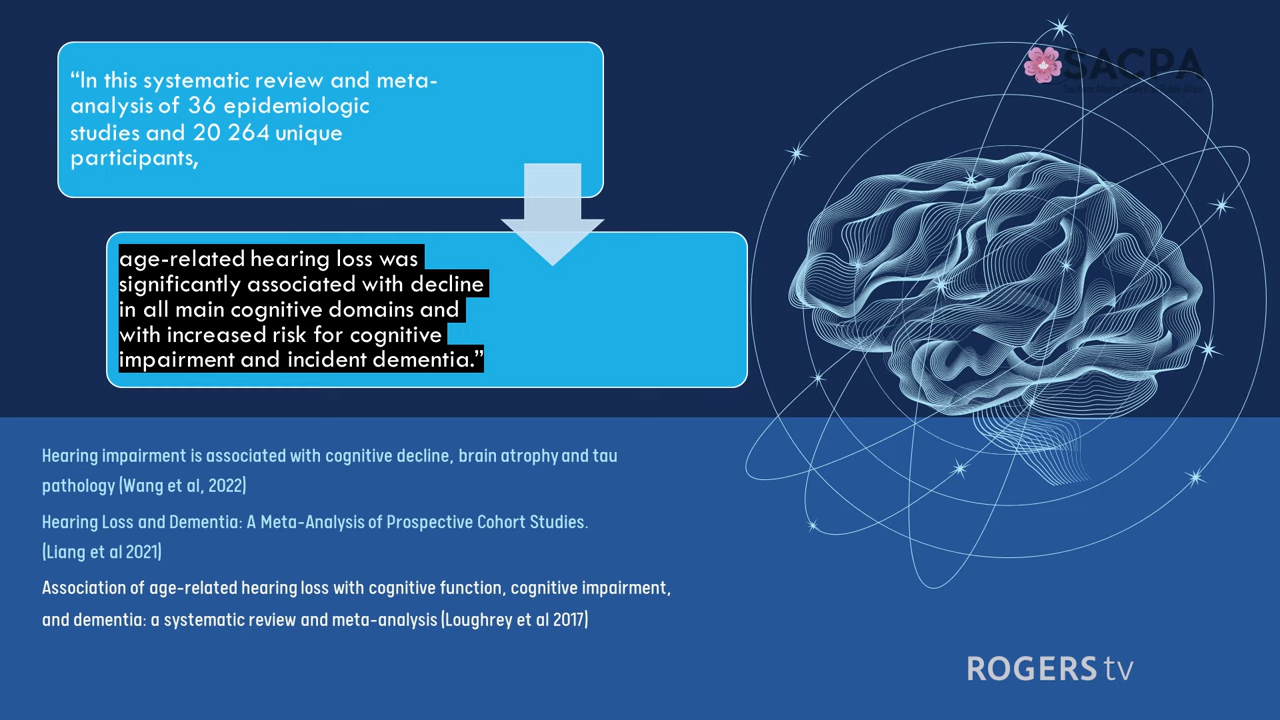 “In this systematic review and meta-
analysis of 36 epidemiologic
studies and 20 264 unique
participants,
age-related hearing loss was
significantly associated with decline
in all main cognitive domains and
with increased risk for cognitive
impairment and incident dementia.”
Hearing impairment is associated with cognitive decline, brain atrophy and tau
pathology (Wang et al, 2022)
Hearing Loss and Dementia: A Meta-Analysis of Prospective Cohort Studies.
(Liang et al 2021)
Association of age-related hearing loss with cognitive function, cognitive impairment,
and dementia: a systematic review and meta-analysis (Loughrey et al 2017)
SACPA
ROGERS tv